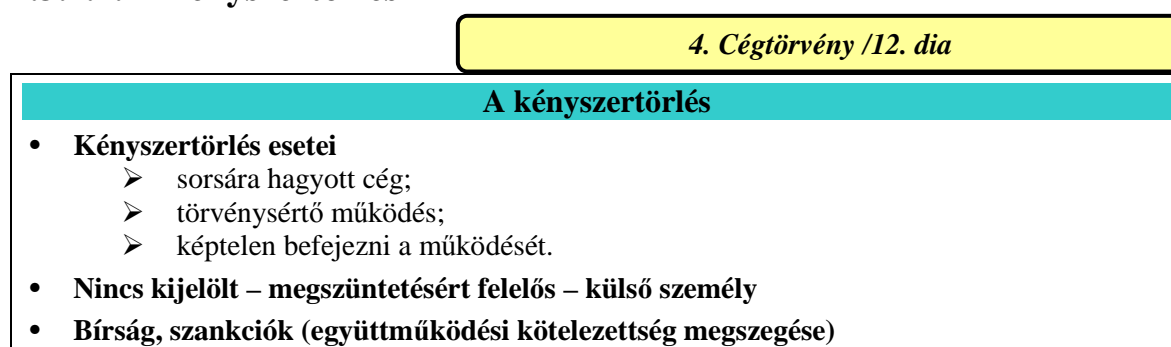 4. Cégtörvény /12. dia
A kényszertörlés
• Kényszertörlés esetei
➢ sorsára hagyott cég;
➢ törvénysértő működés;
➢ képtelen befejezni a működését.
• Nincs kijelölt – megszüntetésért felelős – külső személy
• Bírság, szankciók (együttműködési kötelezettség megszegése)